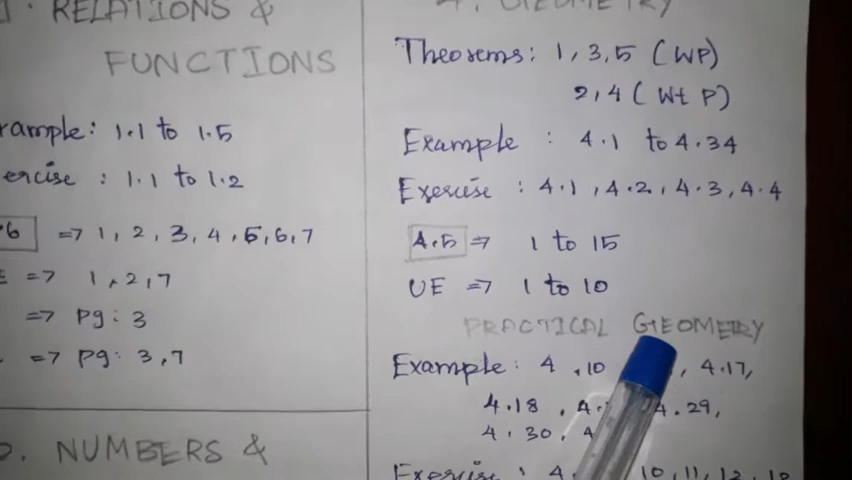 RELATIONS &
FUNCTIONS
Example: 1.1 to 1.5
ercise : 1.1 to 1.2
=> 1, 2, 3, 4, 5, 6, 7
=> 1, 2, 7
=> Pg: 3
=> Pg: 3, 7
NUMBERS &
4. GEOMETRY
Theorems: 1, 3, 5 (WP)
2, 4 (Wt P)
Example : 4.1 to 4.34
Exercise : 4.1, 4.2, 4.3, 4.4
4.5 => 1 to 15
UE => 1 to 10
PRACTICAL GEOMETRY
Example: 4.10 , 4.17,
4.18 , 4.29,
4.30,
Exercise : 10, 11, 12,